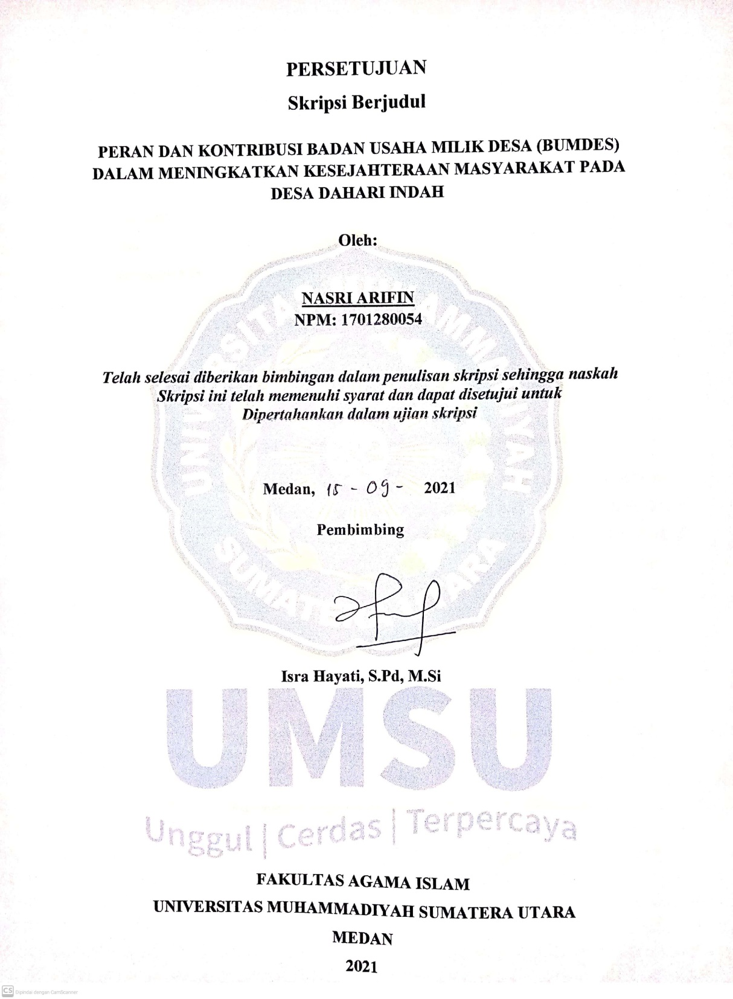 PERSETUJUAN
Skripsi Berjudul
PERAN DAN KONTRIBUSI BADAN USAHA MILIK DESA (BUMDES)
DALAM MENINGKATKAN KESEJAHTERAAN MASYARAKAT PADA
DESA DAHARI INDAH
Oleh:
NASRI ARIFIN
NPM: 1701280054
Telah selesai diberikan bimbingan dalam penulisan skripsi sehingga naskah
Skripsi ini telah memenuhi syarat dan dapat disetujui untuk
Dipertahankan dalam ujian skripsi
Medan, 15 - 09 - 2021
Pembimbing
Isra Hayati, S.Pd, M.Si
UMSU
Unggul | Cerdas | Terpercaya
FAKULTAS AGAMA ISLAM
UNIVERSITAS MUHAMMADIYAH SUMATERA UTARA
MEDAN
2021
CS Dipindai dengan CamScanner